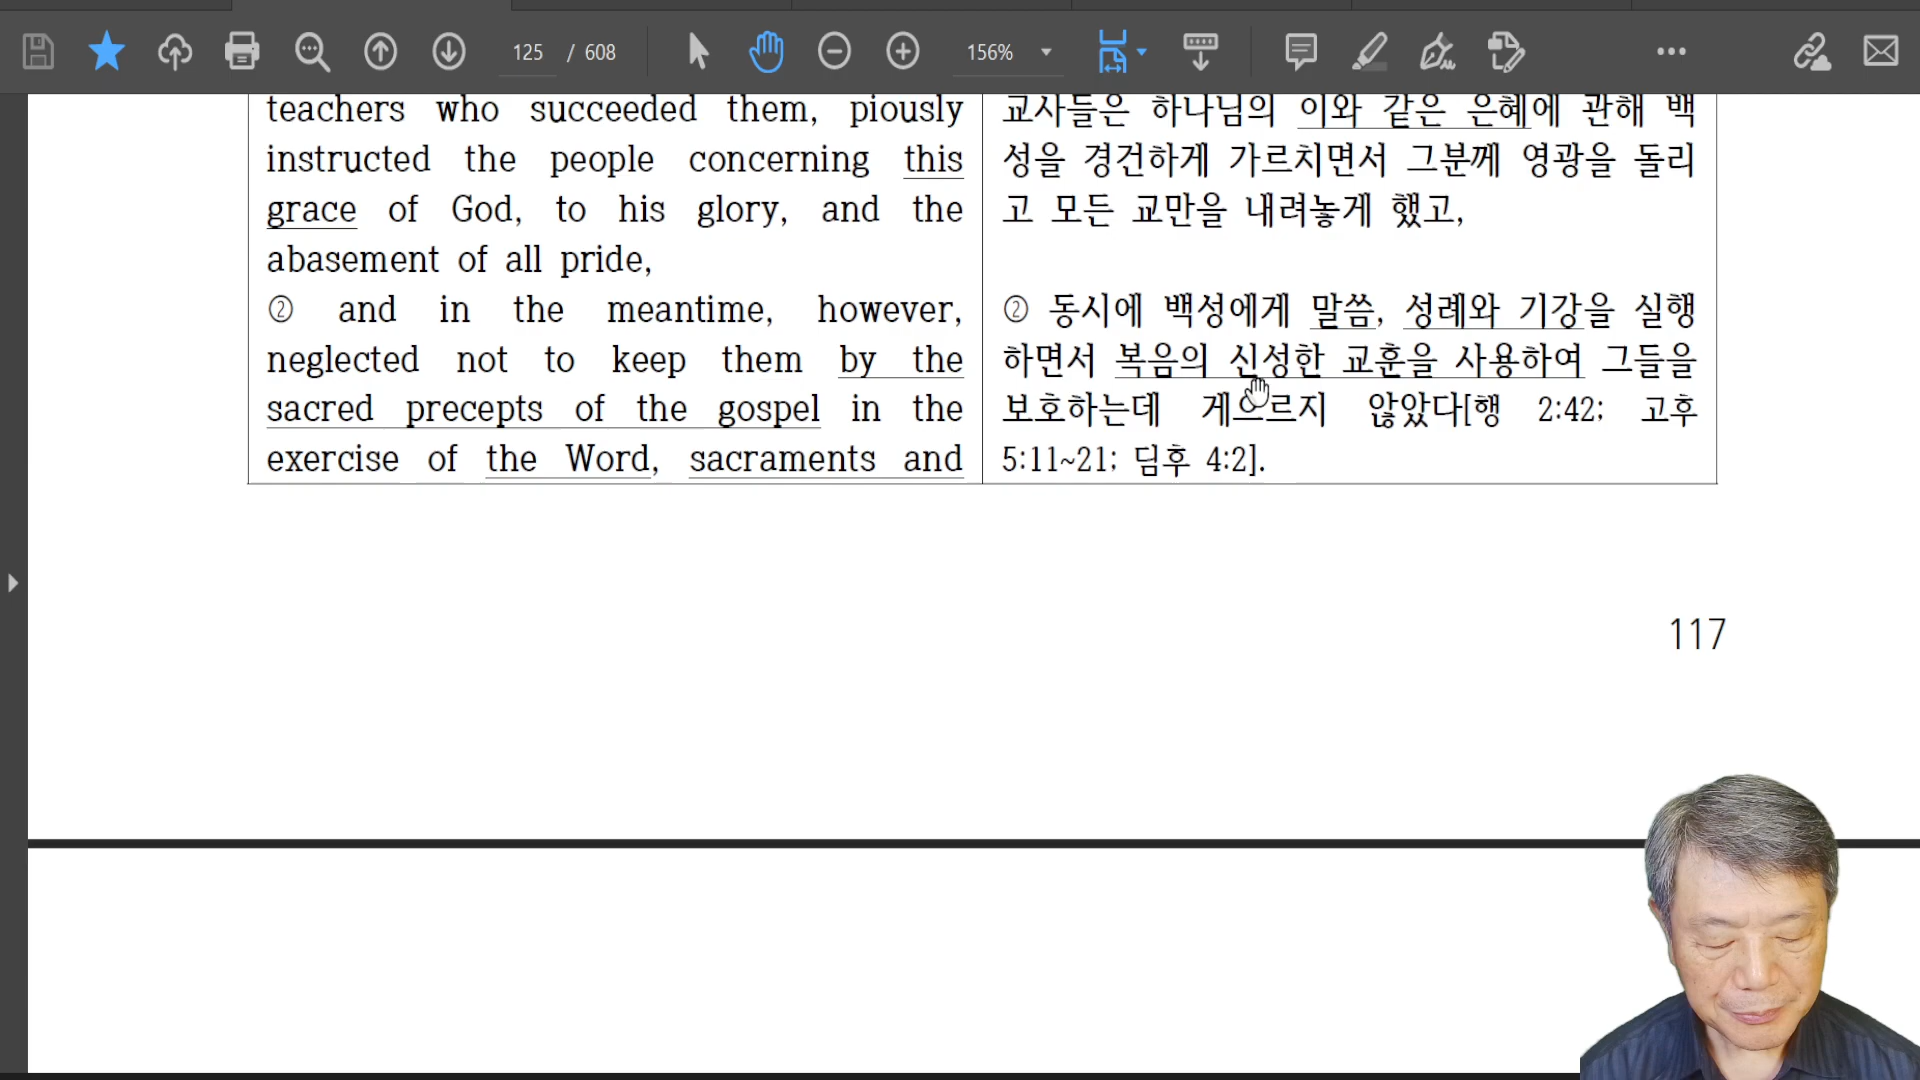 125 / 608
156%
teachers who succeeded them, piously
instructed the people concerning this
grace of God, to his glory, and the
abasement of all pride,
② and in the meantime, however,
neglected not to keep them by the
sacred precepts of the gospel in the
exercise of the Word, sacraments and
교사들은 하나님의 이와 같은 은혜에 관해 백
성을 경건하게 가르치면서 그분께 영광을 돌리
고 모든 교만을 내려놓게 했고,
② 동시에 백성에게 말씀, 성례와 기강을 실행
하면서 복음의 신성한 교훈을 사용하여 그들을
보호하는데 게으르지 않았다[행 2:42; 고후
5:11~21; 딤후 4:2].
117